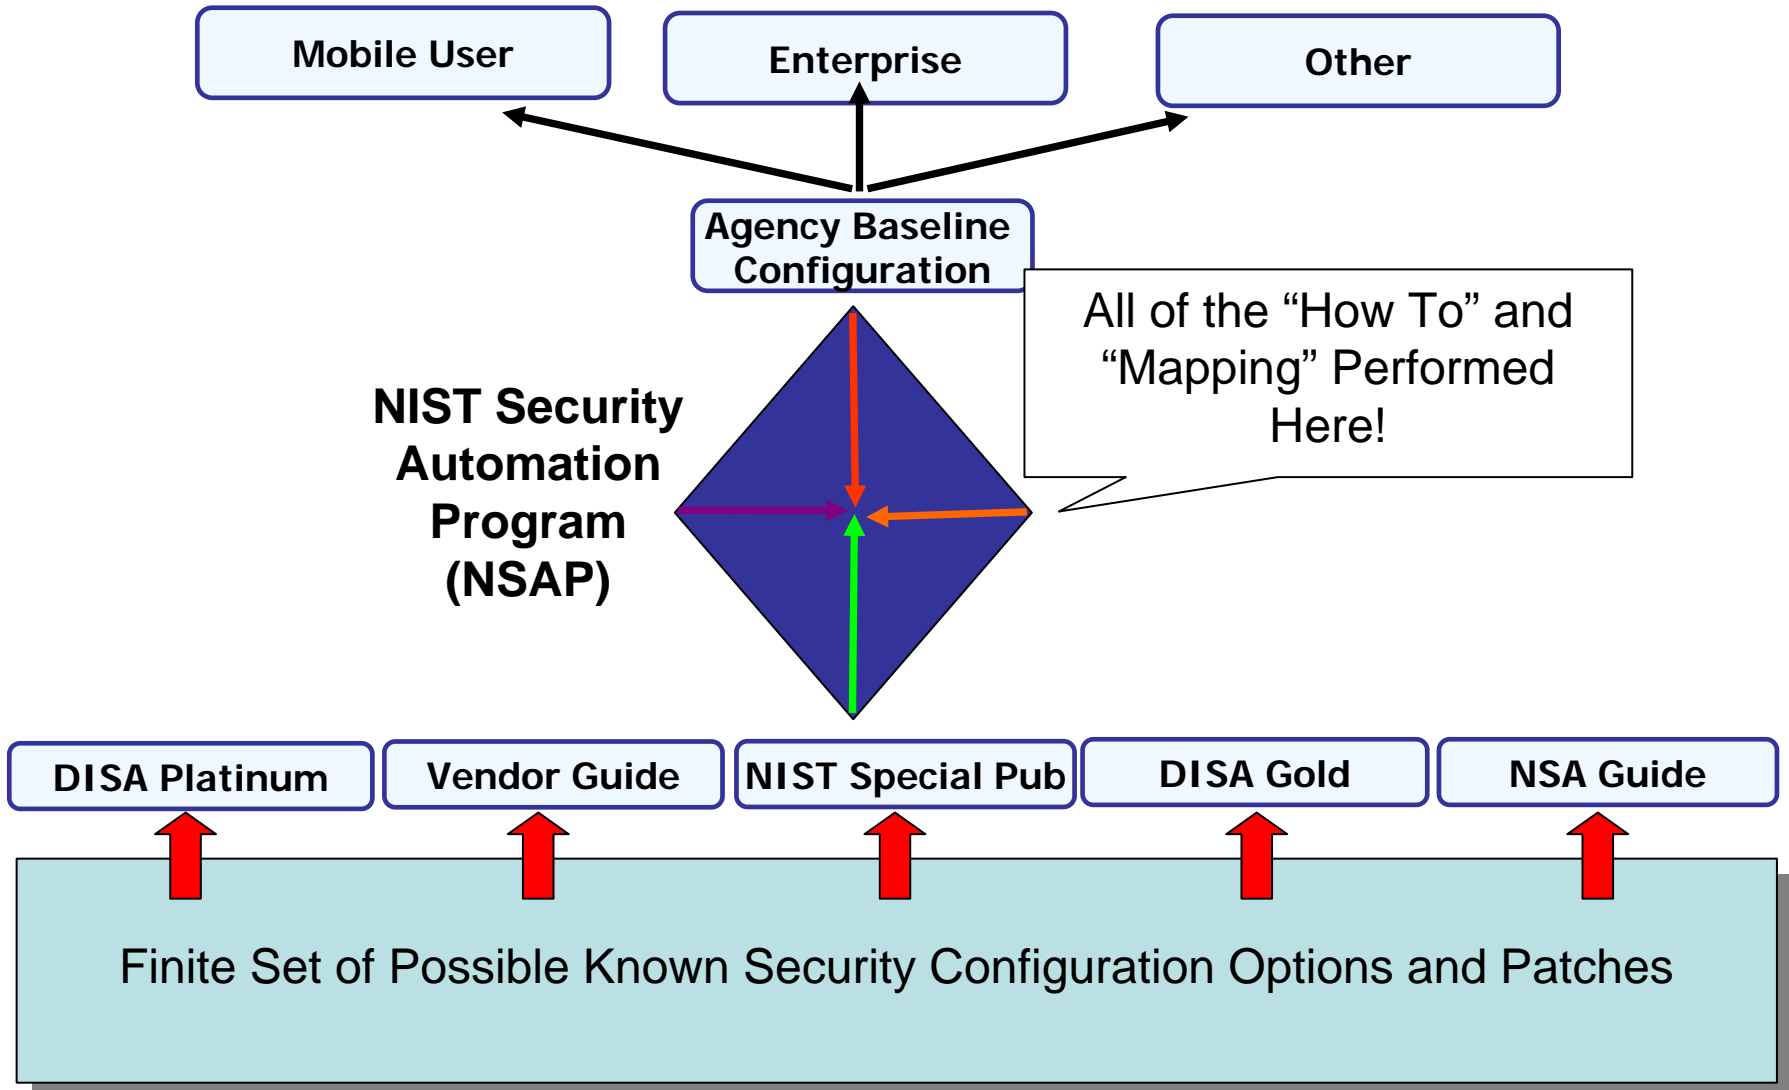 Mobile User
Enterprise
Other
Agency Baseline
Configuration
All of the “How To” and
“Mapping” Performed
Here!
NIST Security
Automation
Program
(NSAP)
DISA Platinum
Vendor Guide
NIST Special Pub
DISA Gold
NSA Guide
Finite Set of Possible Known Security Configuration Options and Patches